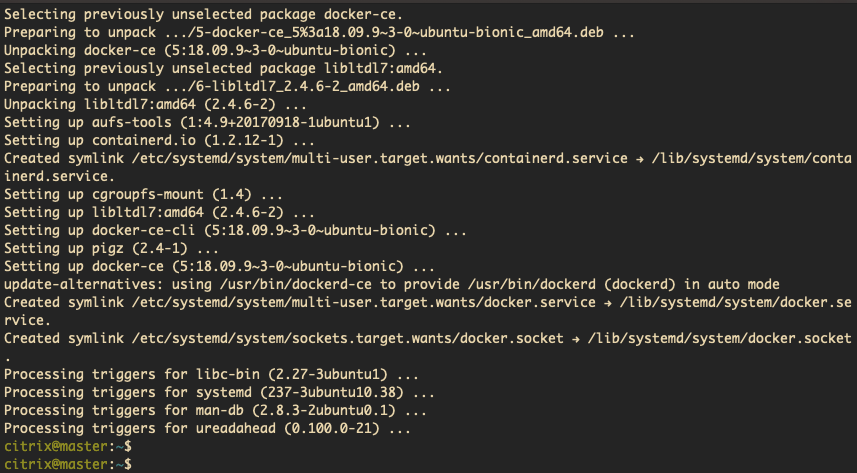 Selecting previously unselected package docker-ce.
Preparing to unpack .../5-docker-ce_5%3a18.09.9~3-0~ubuntu-bionic_amd64.deb ...
Unpacking docker-ce (5:18.09.9~3-0~ubuntu-bionic) ...
Selecting previously unselected package libltdl7:amd64.
Preparing to unpack .../6-libltdl7_2.4.6-2_amd64.deb ...
Unpacking libltdl7:amd64 (2.4.6-2) ...
Setting up aufs-tools (1:4.9+20170918-1ubuntu1) ...
Setting up containerd.io (1.2.12-1) ...
Created symlink /etc/systemd/system/multi-user.target.wants/containerd.service → /lib/systemd/system/conta
inerd.service.
Setting up cgroupfs-mount (1.4) ...
Setting up libltdl7:amd64 (2.4.6-2) ...
Setting up docker-ce-cli (5:18.09.9~3-0~ubuntu-bionic) ...
Setting up pigz (2.4-1) ...
Setting up docker-ce (5:18.09.9~3-0~ubuntu-bionic) ...
update-alternatives: using /usr/bin/dockerd-ce to provide /usr/bin/dockerd (dockerd) in auto mode
Created symlink /etc/systemd/system/multi-user.target.wants/docker.service → /lib/systemd/system/docker.se
rvice.
Created symlink /etc/systemd/system/sockets.target.wants/docker.socket → /lib/systemd/system/docker.socket
.
Processing triggers for libc-bin (2.27-3ubuntu1) ...
Processing triggers for systemd (237-3ubuntu10.38) ...
Processing triggers for man-db (2.8.3-2ubuntu0.1) ...
Processing triggers for ureadahead (0.100.0-21) ...
citrix@master:~$
citrix@master:~$